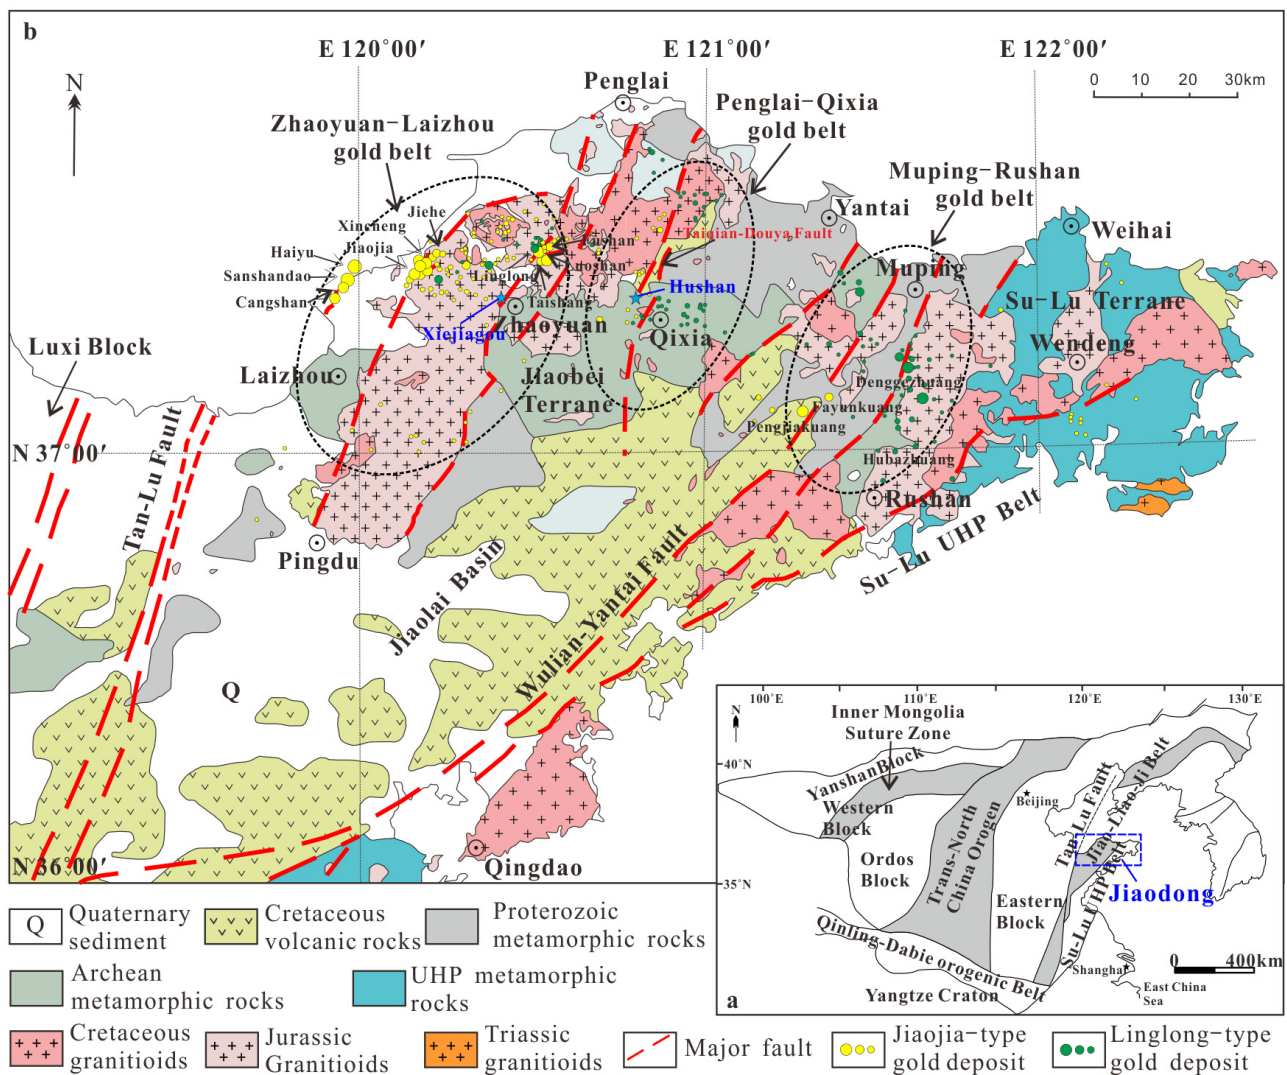 b
E 120°00′
E 121°00′
E 122°00′
0 10 20 30km
N
Penglai
Zhaoyuan-Laizhou
gold belt
Penglai-Qixia
gold belt
Muping-Rushan
gold belt
Jiehe
Xincheng
Jiaojia
Haiyu
Sanshandao
Cangshan
Linglong
Fushan
Luoshan
Taishang
Taiqian-Douya Fault
Yantai
Weihai
Muping
Hushan
Xiejiagou
Zhaoyuan
Qixia
Su-Lu Terrane
Wendeng
Luxi Block
Laizhou
Jiaobei
Terrane
Denggezhuang
Fayunkuang
Pengjiakuang
Hubazhuang
Rushan
N 37°00′
Tan-Lu Fault
Pingdu
Jiaolai Basin
Wulian-Yantai Fault
Su-Lu UHP Belt
Q
N 36°00′
Qingdao
100°E
110°E
120°E
130°E
N
Inner Mongolia
Suture Zone
40°N
Yanshan Block
Western
Block
Beijing
Tan-Lu Fault
Jiao-Liao-Ji Belt
Trans-North
China Orogen
Ordos
Block
35°N
Eastern
Block
Jiaodong
Su-Lu UHP Belt
Qinling-Dabie orogenic Belt
Shanghai
0 400km
East China
Sea
Yangtze Craton
a
Q
Quaternary
sediment
Cretaceous
volcanic rocks
Proterozoic
metamorphic rocks
Archean
metamorphic rocks
UHP metamorphic
rocks
Cretaceous
granitioids
Jurassic
Granitioids
Triassic
granitioids
Major fault
Jiaojia-type
gold deposit
Linglong-type
gold deposit